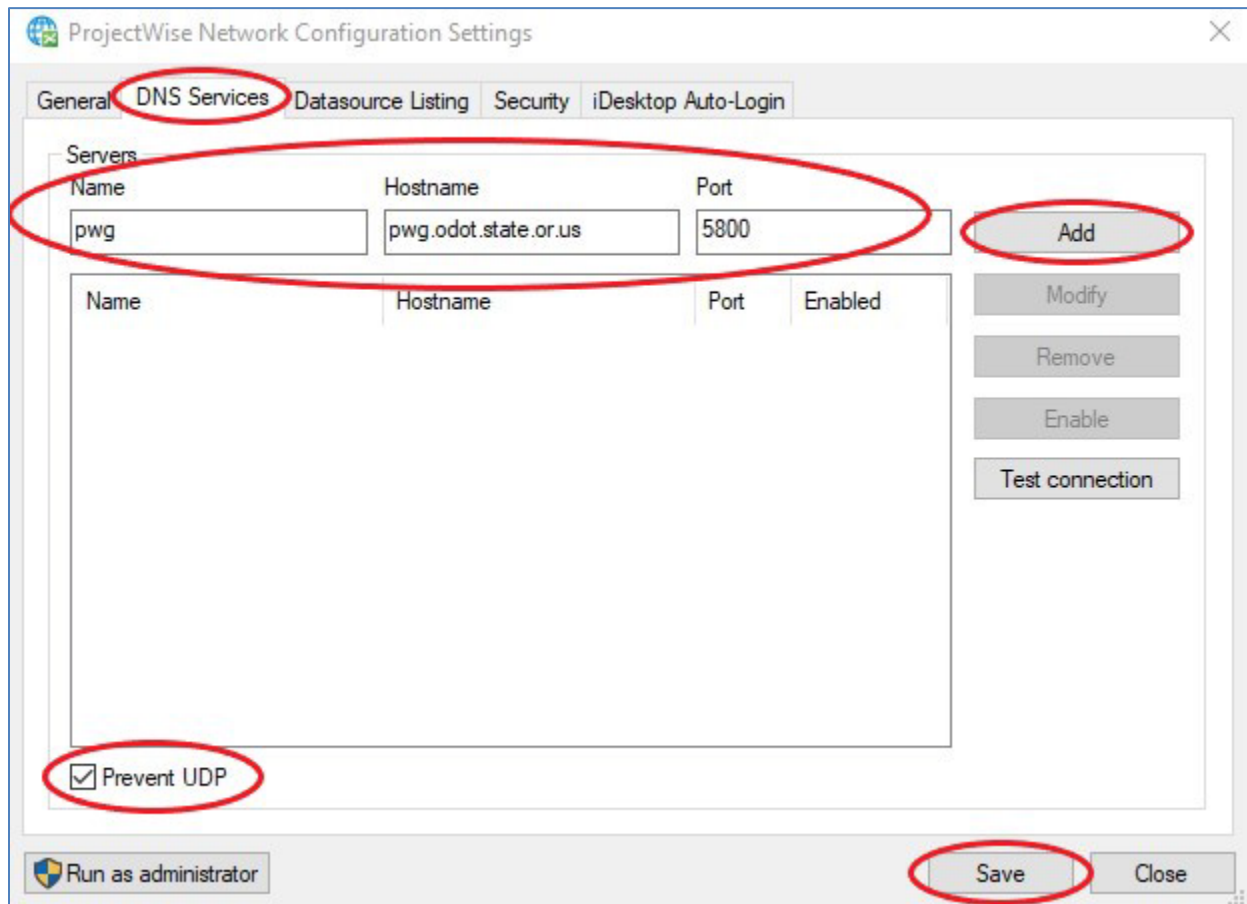 ProjectWise Network Configuration Settings
General DNS Services Datasource Listing Security iDesktop Auto-Login
Servers
Name Hostname Port
pwg pwg.odot.state.or.us 5800 Add
Name Hostname Port Enabled Modify
Remove
Enable
Test connection
Prevent UDP
Run as administrator Save Close